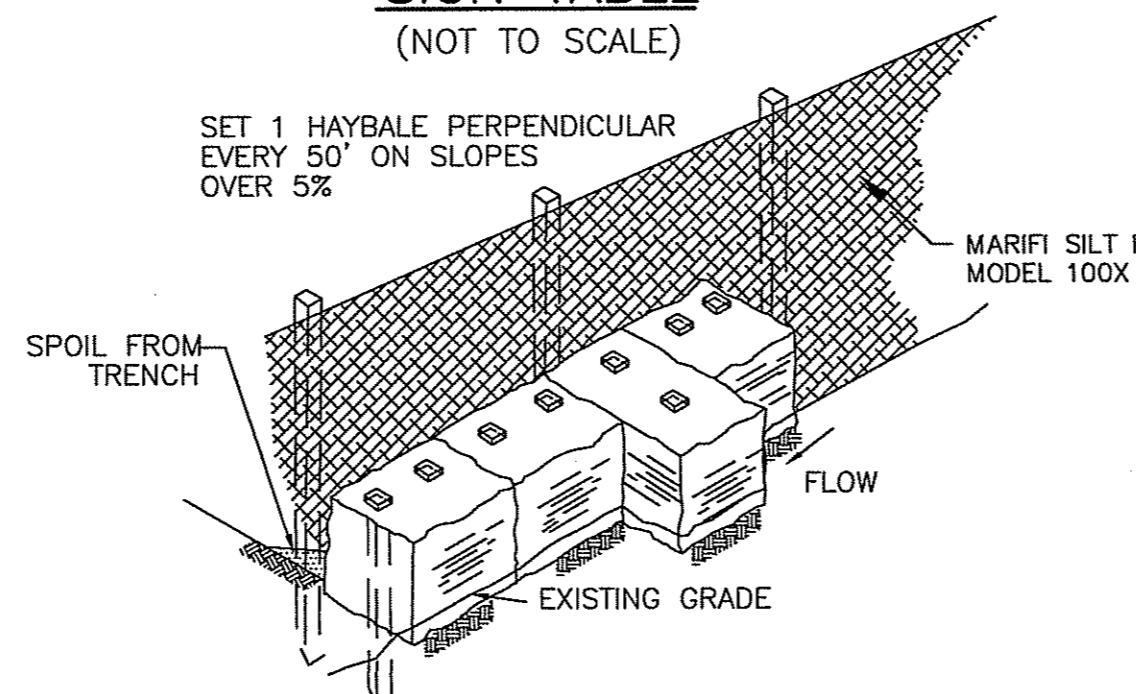 (NOT TO SCALE)
SET 1 HAYBALE PERPENDICULAR
EVERY 50' ON SLOPES
OVER 5%
MARIFI SILT
MODEL 100X
SPOIL FROM
TRENCH
FLOW
EXISTING GRADE